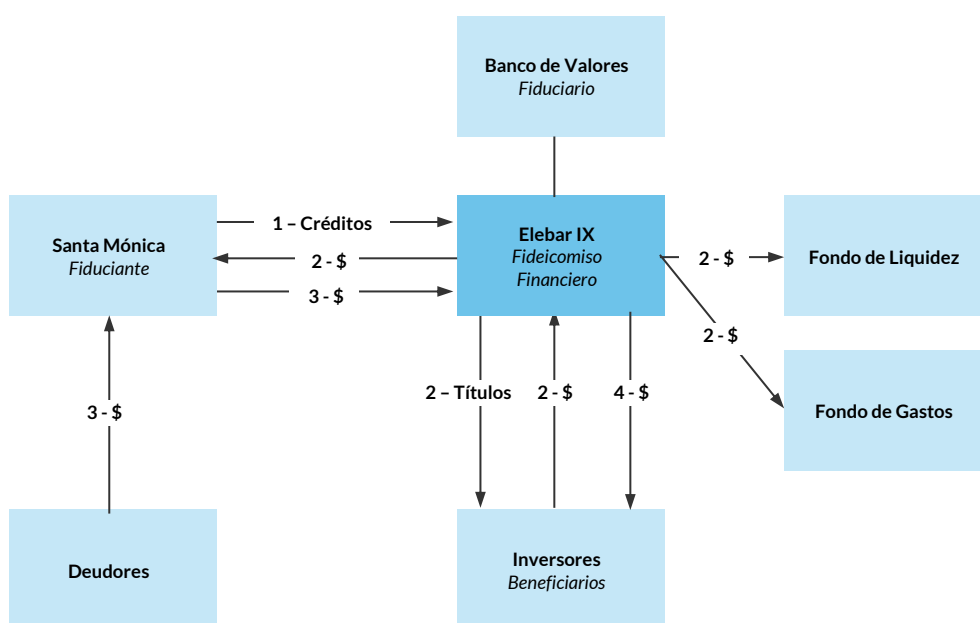 Banco de Valores
Fiduciario
Santa Mónica
Fiduciante
1 – Créditos
2 - $
3 - $
Elebar IX
Fideicomiso
Financiero
2 - $
Fondo de Liquidez
2 - $
Fondo de Gastos
3 - $
2 – Títulos
2 - $
4 - $
Deudores
Inversores
Beneficiarios